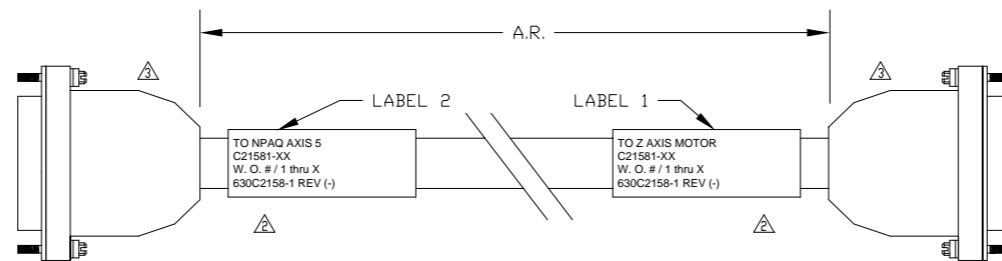 A.R.
3
3
LABEL 2
LABEL 1
TO NPAQ AXIS 5
C21581-XX
W. O. # / 1 thru X
630C2158-1 REV (-)
TO Z AXIS MOTOR
C21581-XX
W. O. # / 1 thru X
630C2158-1 REV (-)
2
2